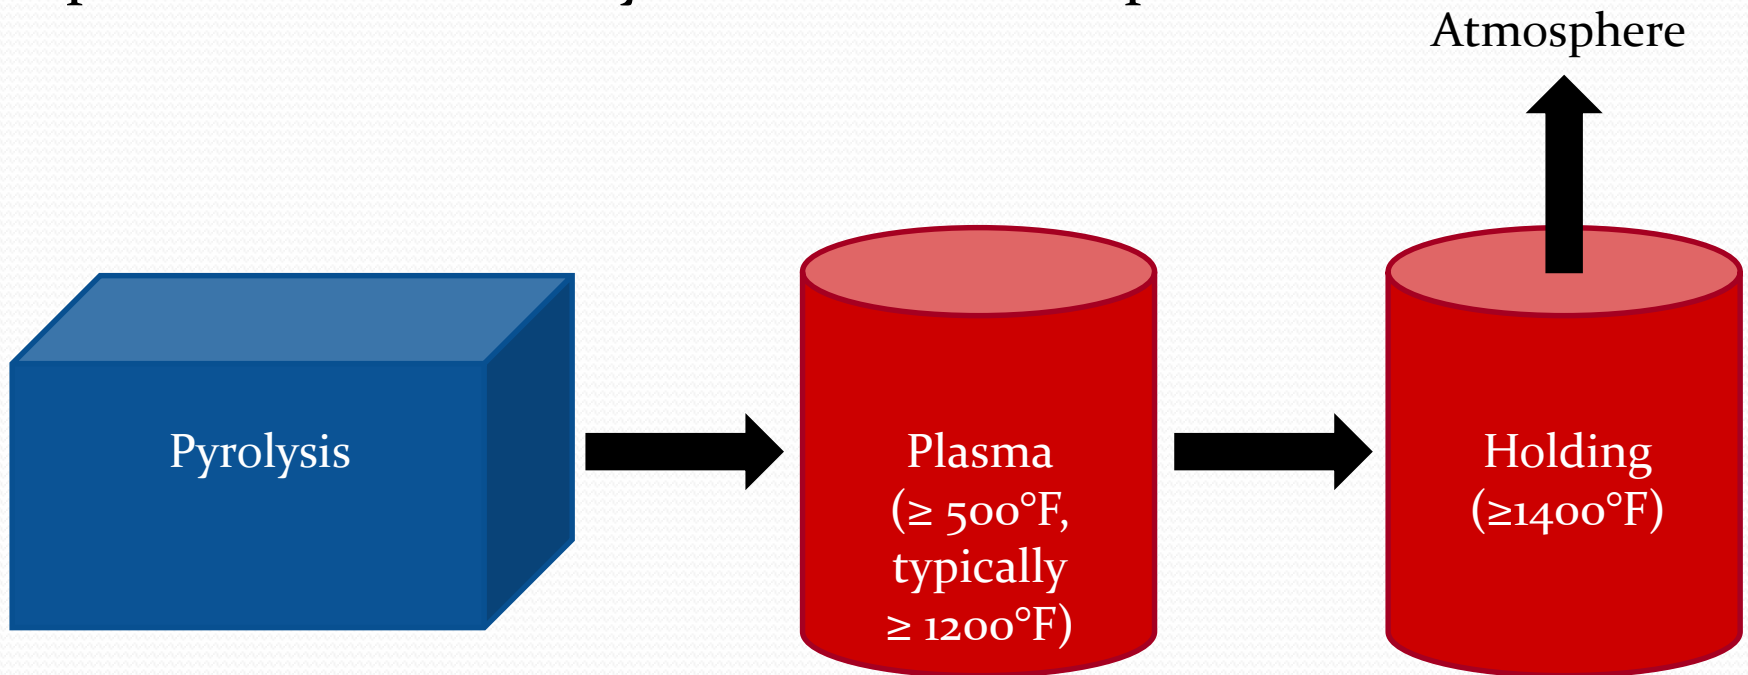 Atmosphere
Pyrolysis
Plasma
(≥ 500°F,
typically
≥ 1200°F)
Holding
(≥1400°F)